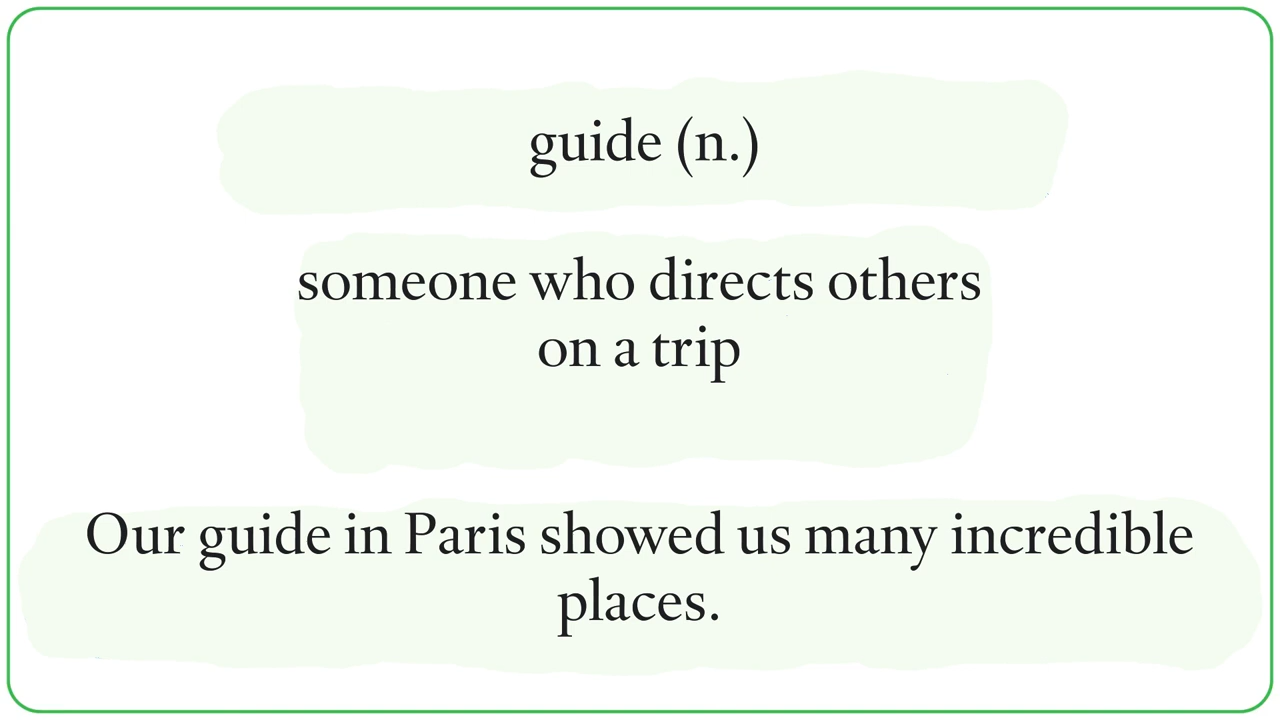 guide (n.)
someone who directs others
on a trip
Our guide in Paris showed us many incredible
places.